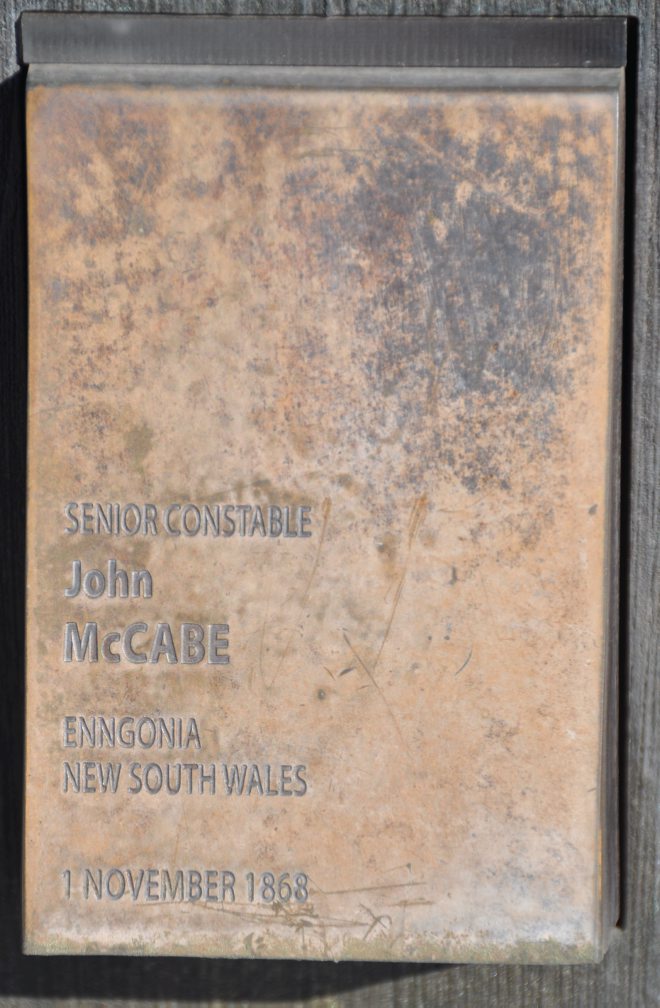 SENIOR CONSTABLE
John
McCABE
ENNGONIA
NEW SOUTH WALES
1 NOVEMBER 1868